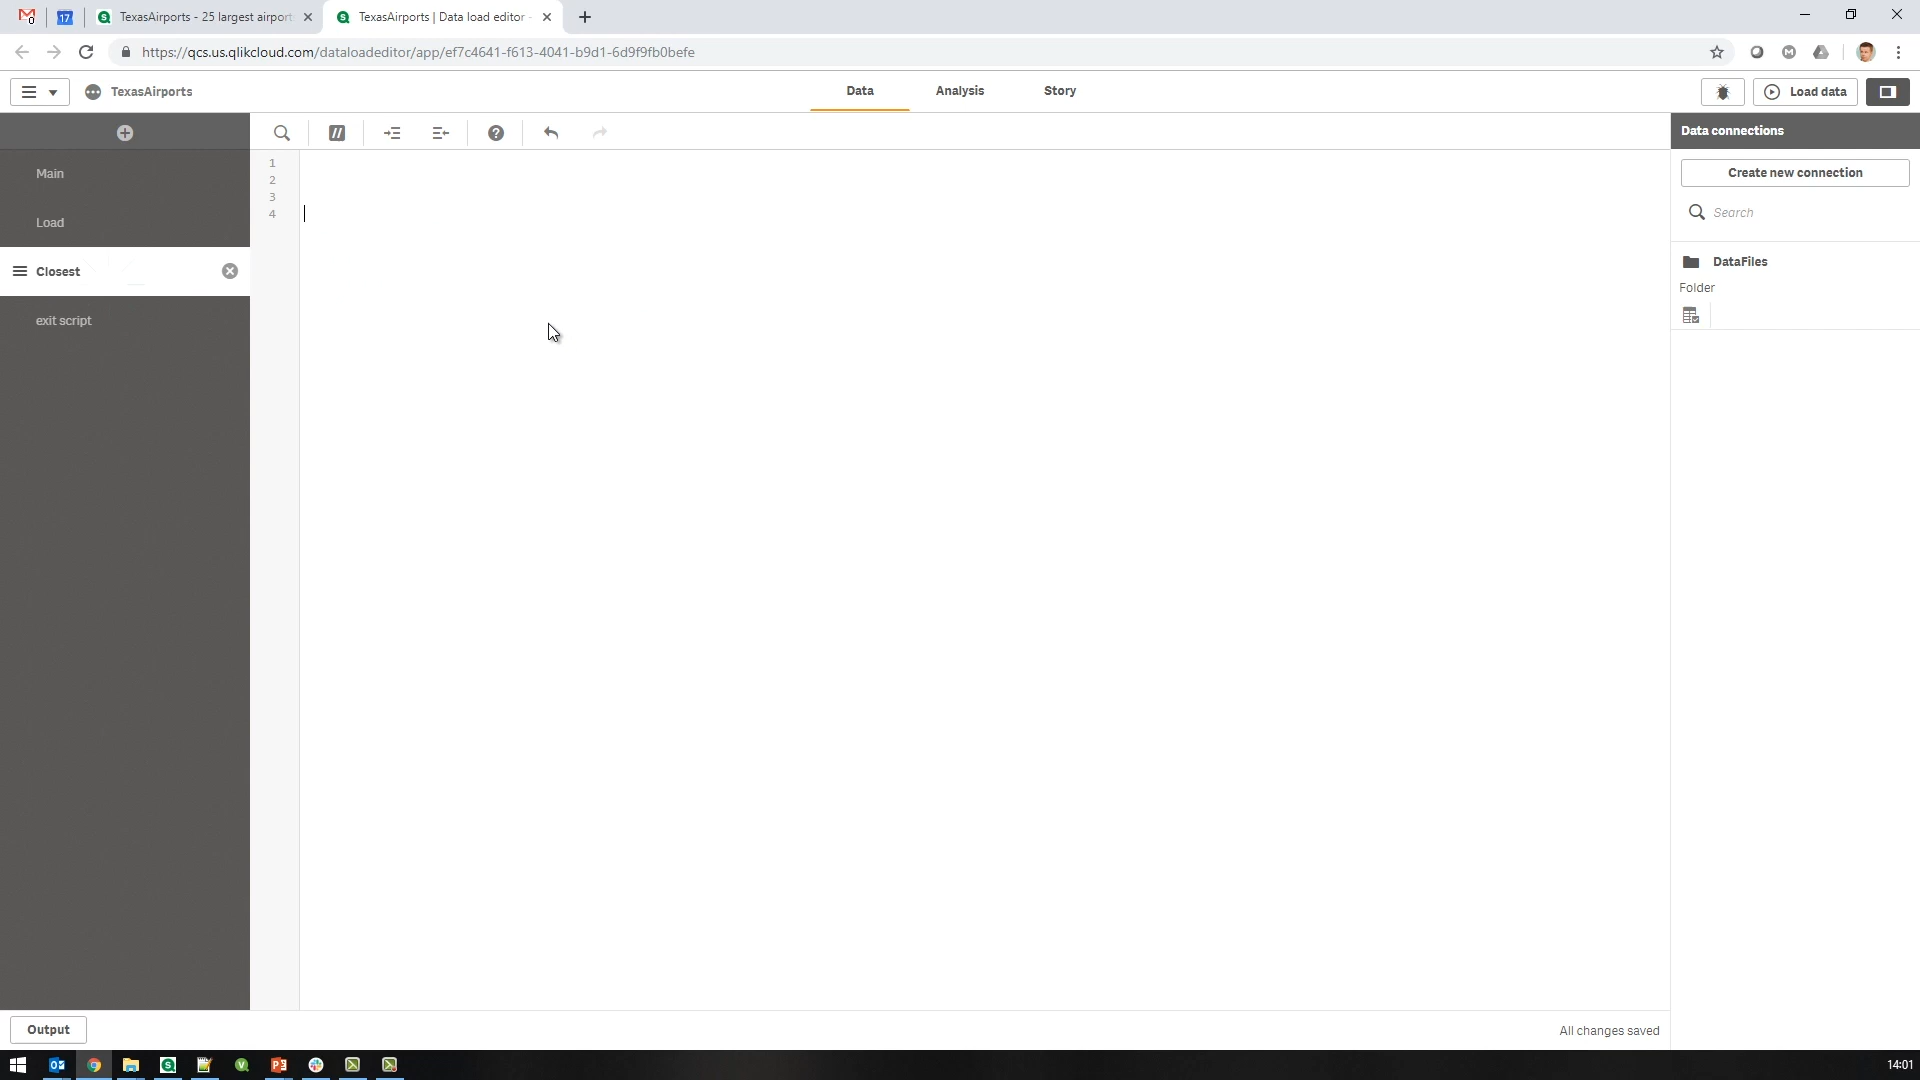 TexasAirports - 25 largest airport
TexasAirports | Data load editor -
https://qcs.us.qlikcloud.com/dataloadeditor/app/ef7c4641-f613-4041-b9d1-6d9f9fb0befe
TexasAirports
Data
Analysis
Story
Load data
Main
Load
Closest
exit script
1
2
3
4
Data connections
Create new connection
Search
DataFiles
Folder
Output
All changes saved
14:01